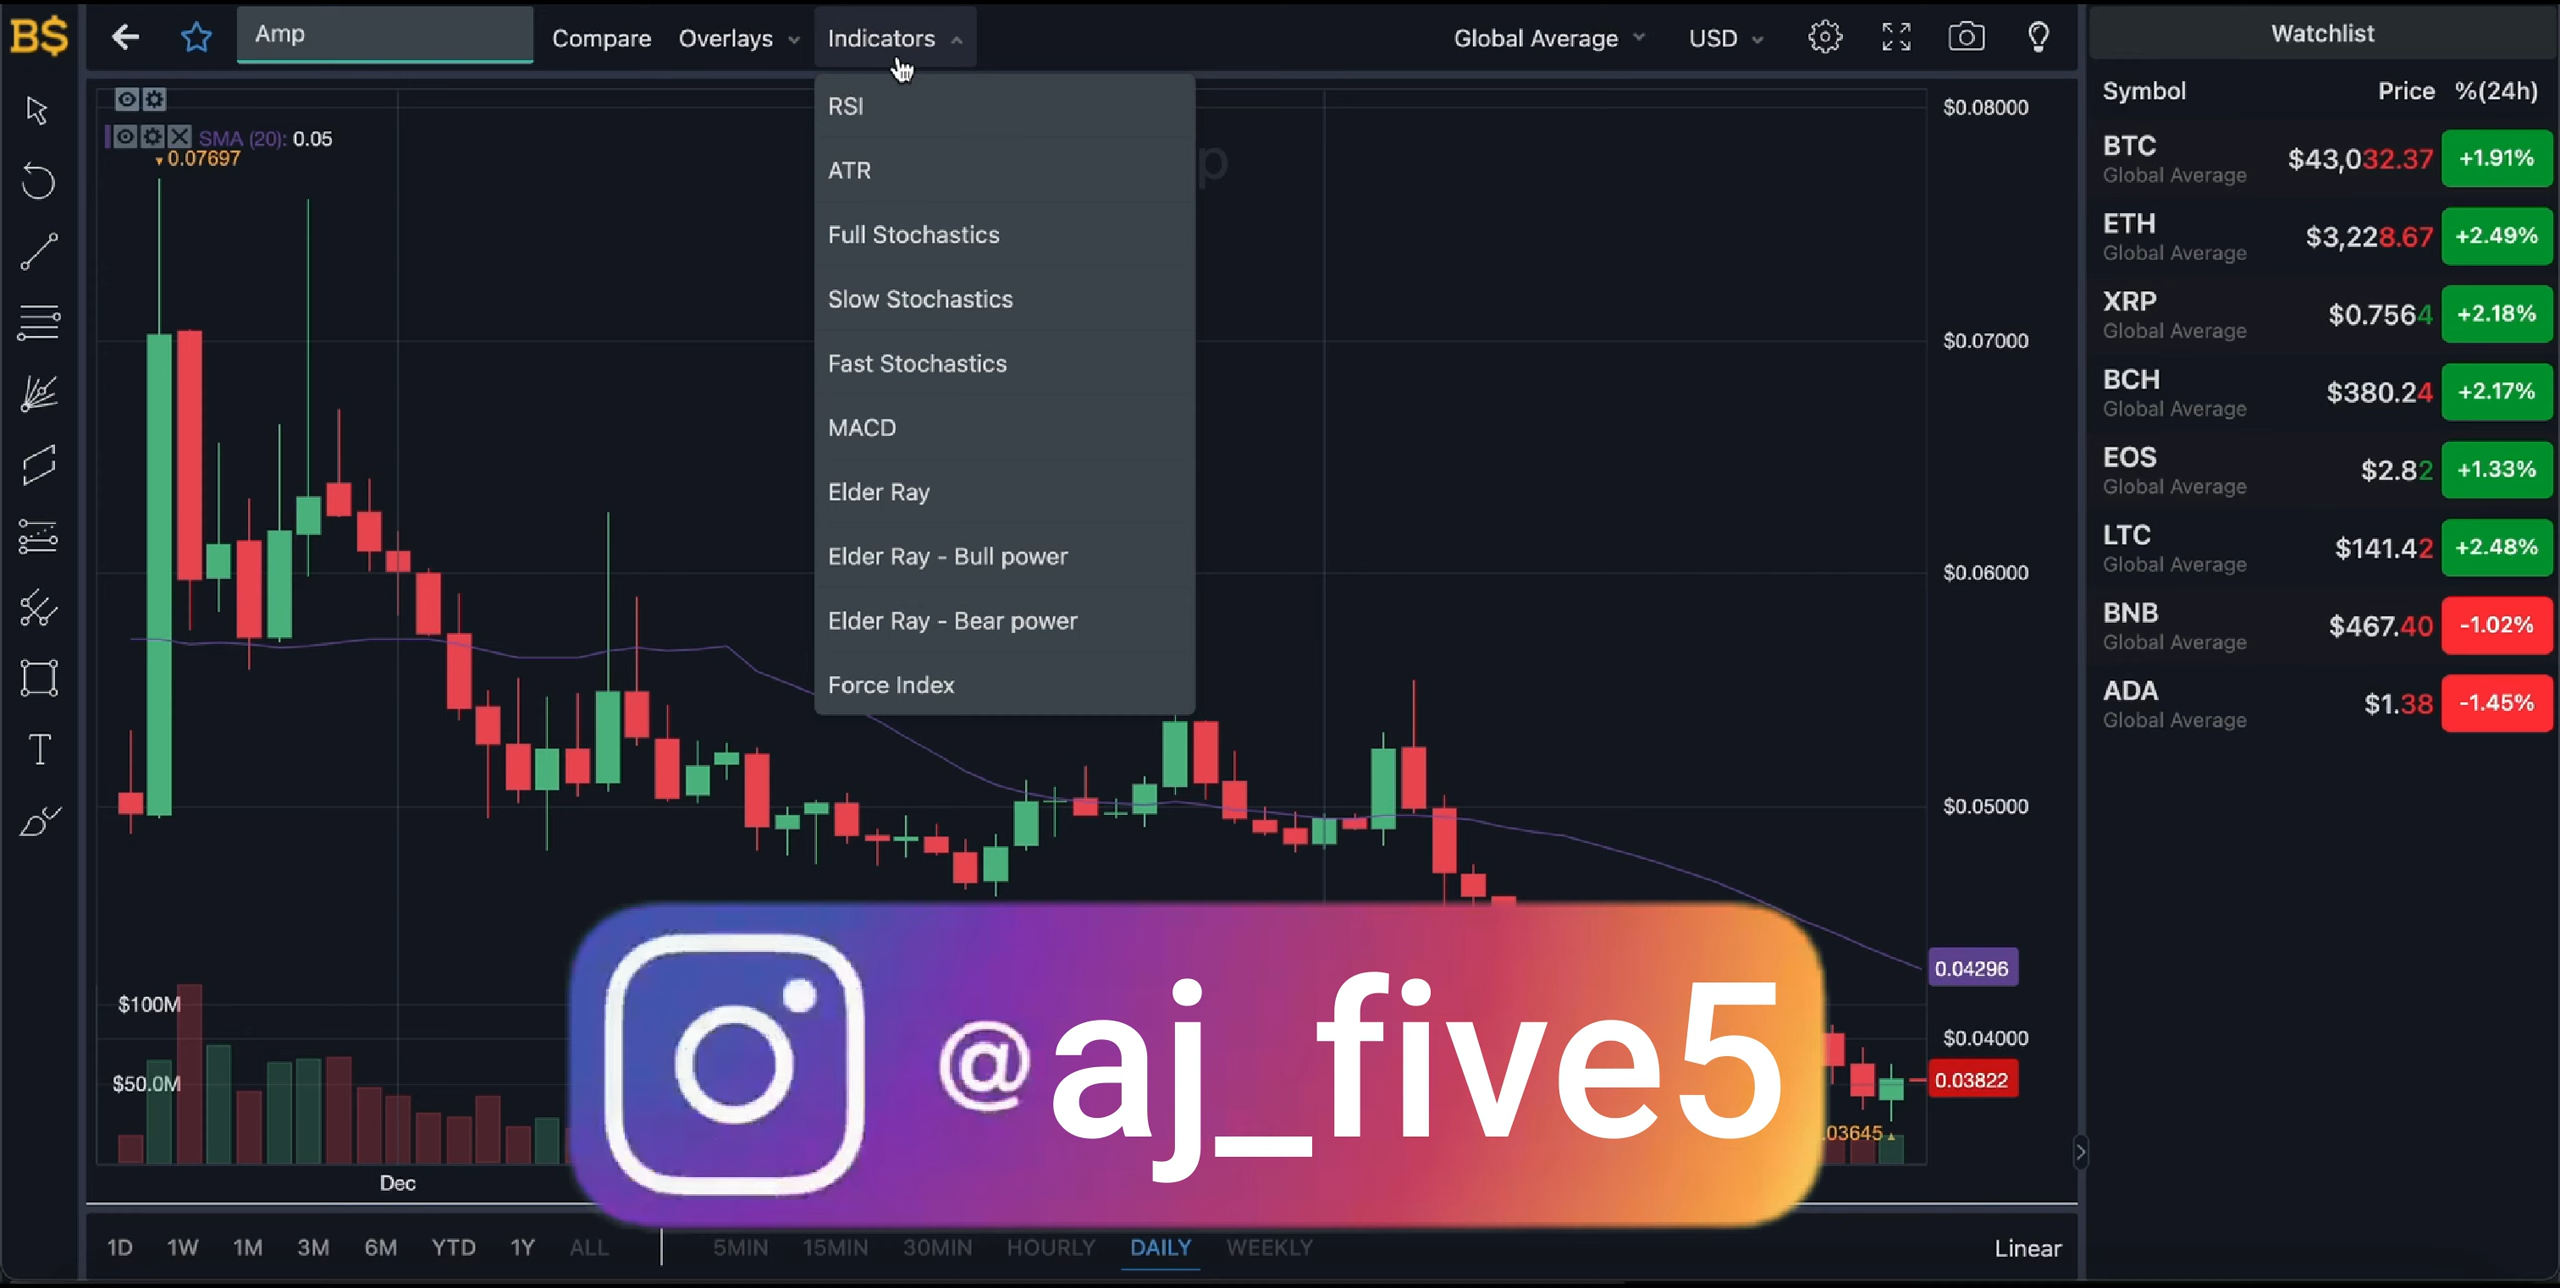 B$
Amp
Compare
Overlays
Indicators
Global Average
USD
Watchlist
Symbol Price %(24h)
BTC $43,032.37 +1.91%
Global Average
ETH $3,228.67 +2.49%
Global Average
XRP $0.7564 +2.18%
Global Average
BCH $380.24 +2.17%
Global Average
EOS $2.82 +1.33%
Global Average
LTC $141.42 +2.48%
Global Average
BNB $467.40 -1.02%
Global Average
ADA $1.38 -1.45%
Global Average
SMA (20): 0.05
0.07697
RSI
ATR
Full Stochastics
Slow Stochastics
Fast Stochastics
MACD
Elder Ray
Elder Ray - Bull power
Elder Ray - Bear power
Force Index
p
$0.08000
$0.07000
$0.06000
$0.05000
0.04296
$0.04000
0.03822
.03645
$100M
$50.0M
Dec
@aj_five5
T
1D 1W 1M 3M 6M YTD 1Y ALL
5MIN 15MIN 30MIN HOURLY DAILY WEEKLY
Linear